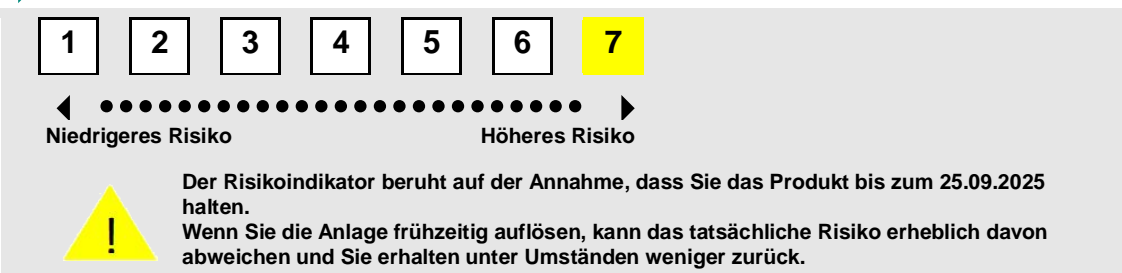 1 2 3 4 5 6 7
Niedrigeres Risiko Höheres Risiko
Der Risikoindikator beruht auf der Annahme, dass Sie das Produkt bis zum 25.09.2025
halten.
Wenn Sie die Anlage frühzeitig auflösen, kann das tatsächliche Risiko erheblich davon
abweichen und Sie erhalten unter Umständen weniger zurück.
!